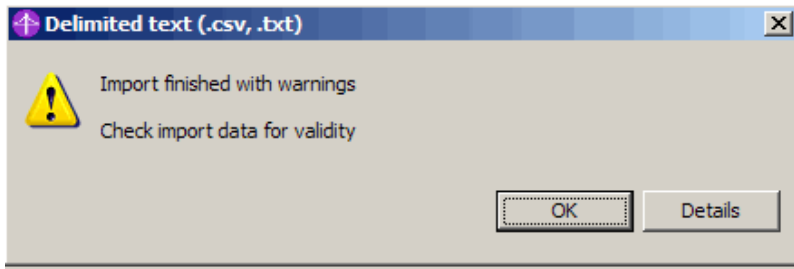 Delimited text (.csv, .txt)
Import finished with warnings
Check import data for validity
OK
Details